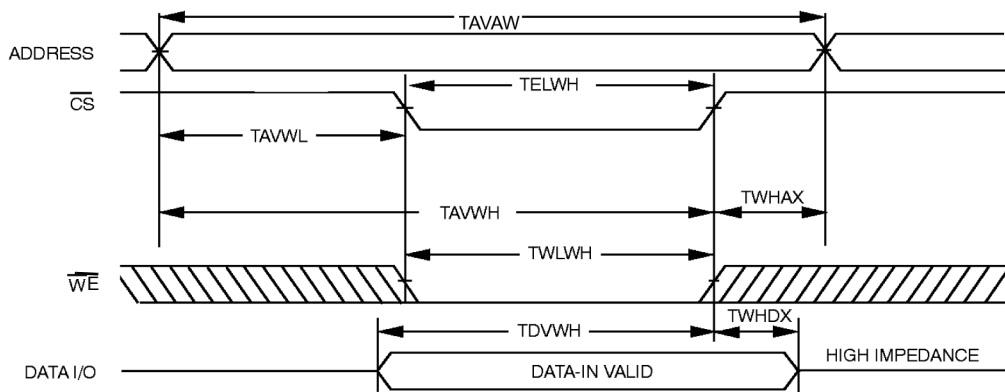 TAVAW
ADDRESS
TELWH
CS
TAVWL
TAVWH
TWHAX
TWLWH
WE
TDVWH
TWHDX
DATA I/O
DATA-IN VALID
HIGH IMPEDANCE